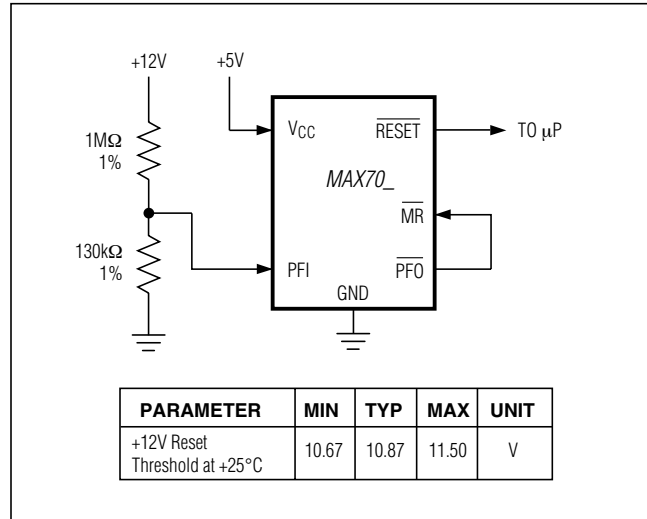 +12V
+5V
1MΩ
1%
130kΩ
1%
VCC
RESET
TO μP
MAX70_
MR
PFI
PFO
GND
PARAMETER MIN TYP MAX UNIT
+12V Reset
Threshold at +25°C
10.67 10.87 11.50 V